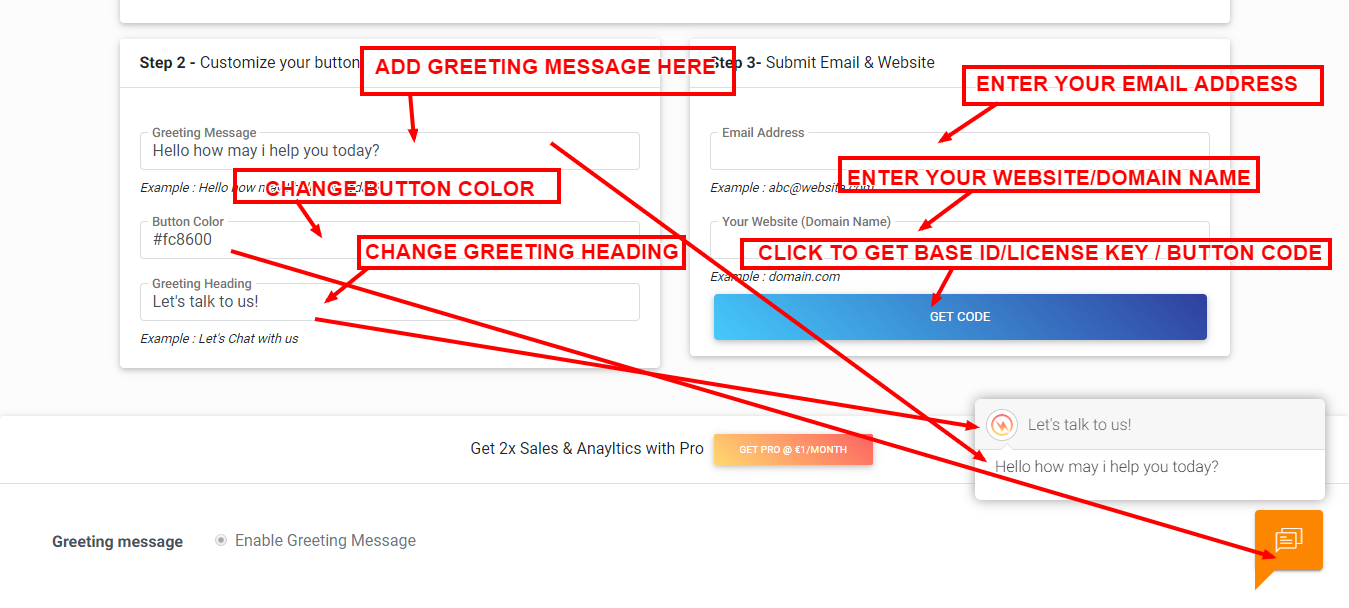 Step 2 - Customize your button
ADD GREETING MESSAGE HERE
Greeting Message
Hello how may i help you today?
Example : Hello how may
CHANGE BUTTON COLOR
Button Color
#fc8600
CHANGE GREETING HEADING
Greeting Heading
Let's talk to us!
Example : Let's Chat with us
Step 3- Submit Email & Website
ENTER YOUR EMAIL ADDRESS
Email Address
Example : abc@website.com
ENTER YOUR WEBSITE/DOMAIN NAME
Your Website (Domain Name)
CLICK TO GET BASE ID/LICENSE KEY / BUTTON CODE
Example : domain.com
GET CODE
Get 2x Sales & Anayltics with Pro
GET PRO @ €1/MONTH
Let's talk to us!
Hello how may i help you today?
Greeting message
Enable Greeting Message